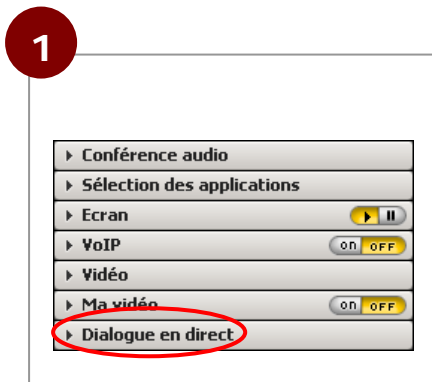 1
Conférence audio
Sélection des applications
Ecran
VoIP on OFF
Vidéo
Ma vidéo on OFF
Dialogue en direct